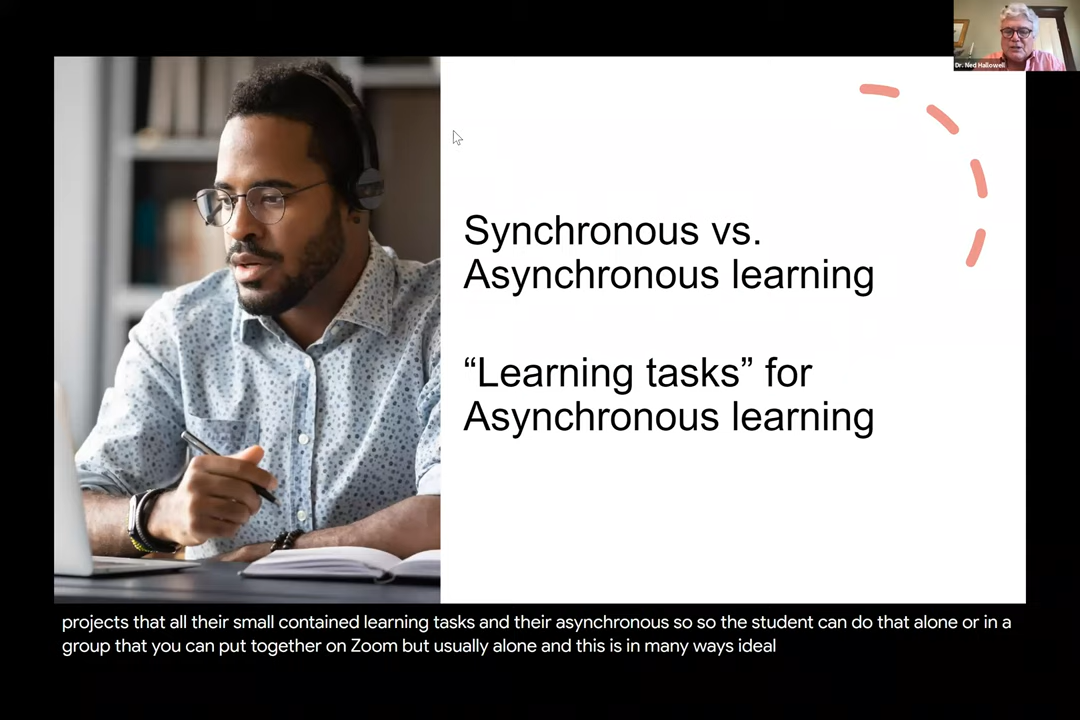 Dr. Ned Hallowell
Synchronous vs.
Asynchronous learning
“Learning tasks” for
Asynchronous learning
projects that all their small contained learning tasks and their asynchronous so so the student can do that alone or in a
group that you can put together on Zoom but usually alone and this is in many ways ideal